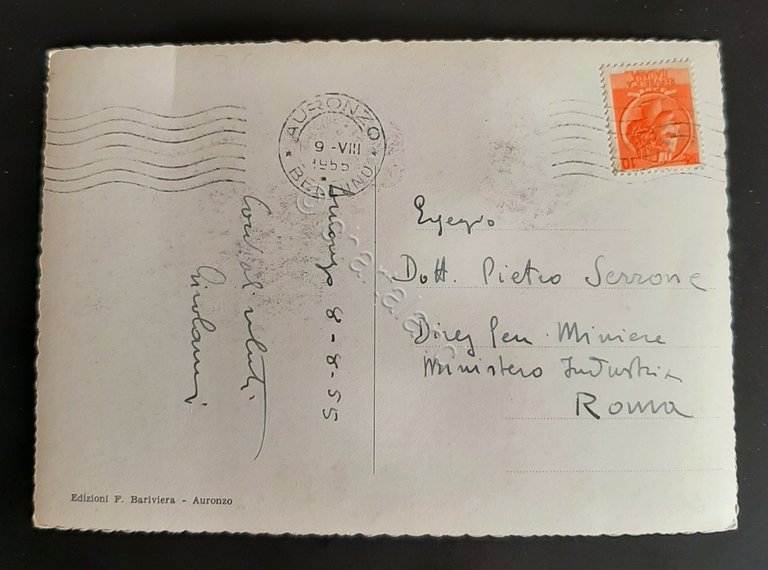 AURONZO
9 -VIII
1955
BELLUNO
Auronzo 8-8-55
Cordiali saluti
Egregio
Dott. Pietro Serrone
Direz Gen. Miniere
Ministero Industria
Roma
Edizioni F. Bariviera - Auronzo